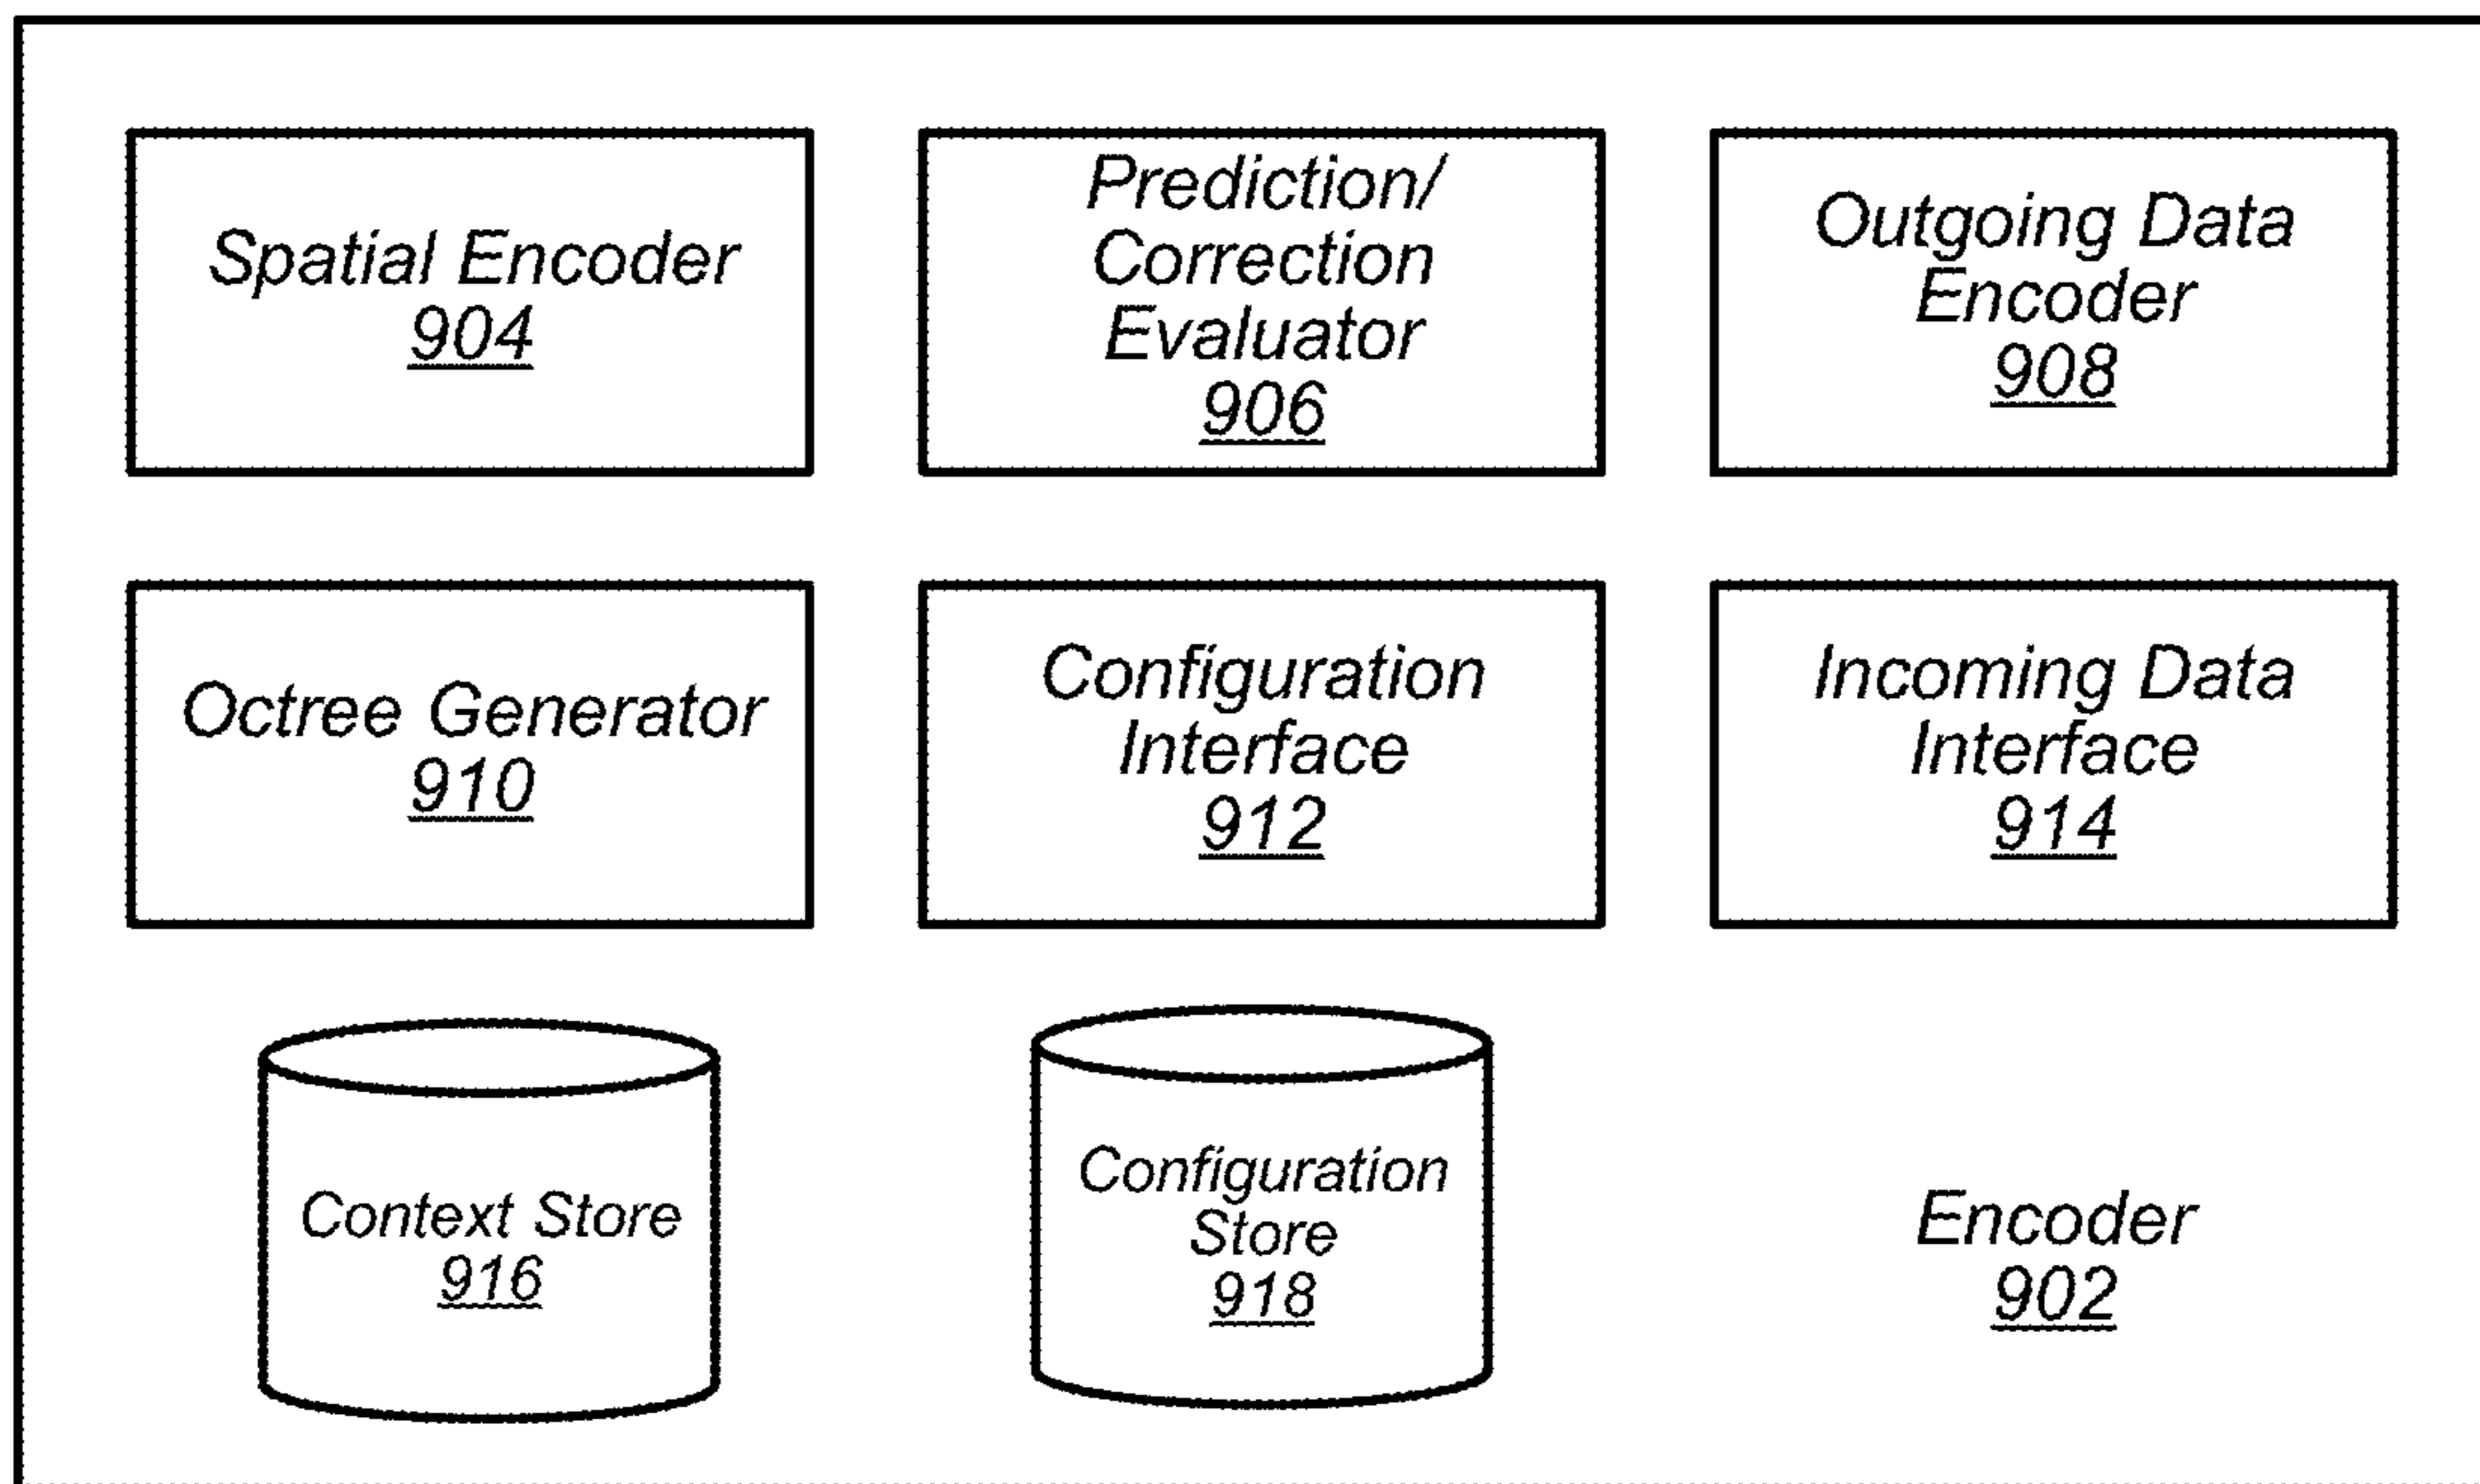 Spatial Encoder
904
Prediction/
Correction
Evaluator
906
Outgoing Data
Encoder
908
Octree Generator
910
Configuration
Interface
912
Incoming Data
Interface
914
Context Store
916
Configuration
Store
918
Encoder
902